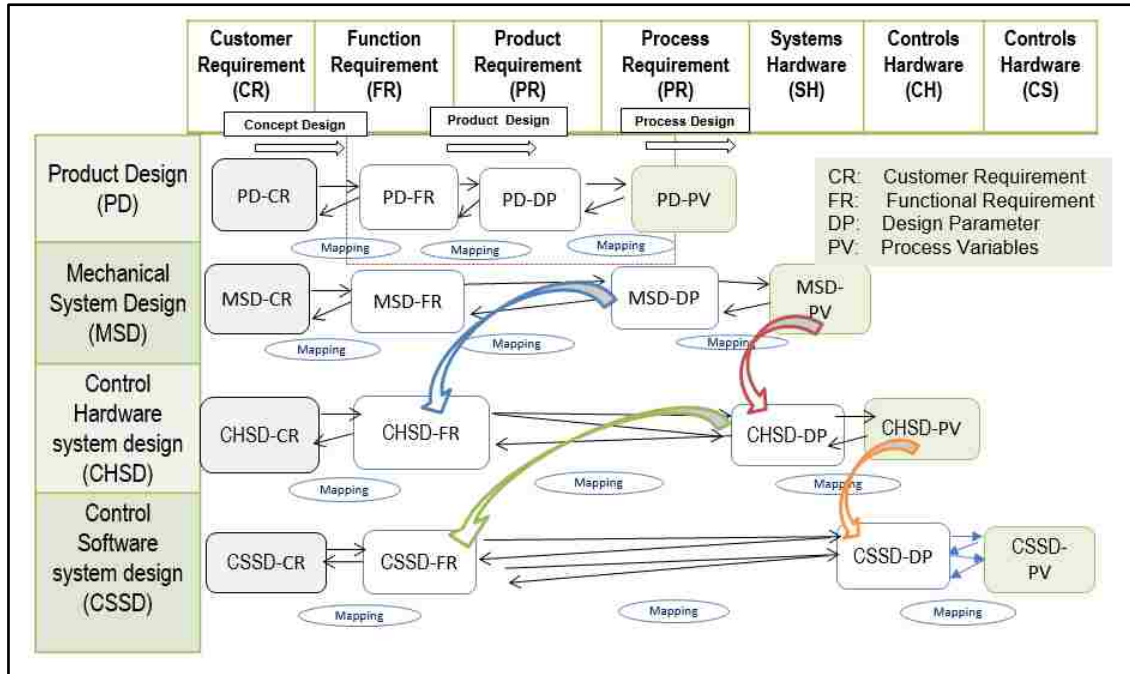 Customer
Requirement
(CR)
Function
Requirement
(FR)
Product
Requirement
(PR)
Process
Requirement
(PR)
Systems
Hardware
(SH)
Controls
Hardware
(CH)
Controls
Hardware
(CS)
Concept Design
Product Design
Process Design
Product Design
(PD)
PD-CR
PD-FR
PD-DP
PD-PV
CR: Customer Requirement
FR: Functional Requirement
DP: Design Parameter
PV: Process Variables
Mapping
Mapping
Mapping
Mechanical
System Design
(MSD)
MSD-CR
MSD-FR
MSD-DP
MSD-
PV
Mapping
Mapping
Mapping
Control
Hardware
system design
(CHSD)
CHSD-CR
CHSD-FR
CHSD-DP
CHSD-PV
Mapping
Mapping
Mapping
Control
Software
system design
(CSSD)
CSSD-CR
CSSD-FR
CSSD-DP
CSSD-
PV
Mapping
Mapping
Mapping